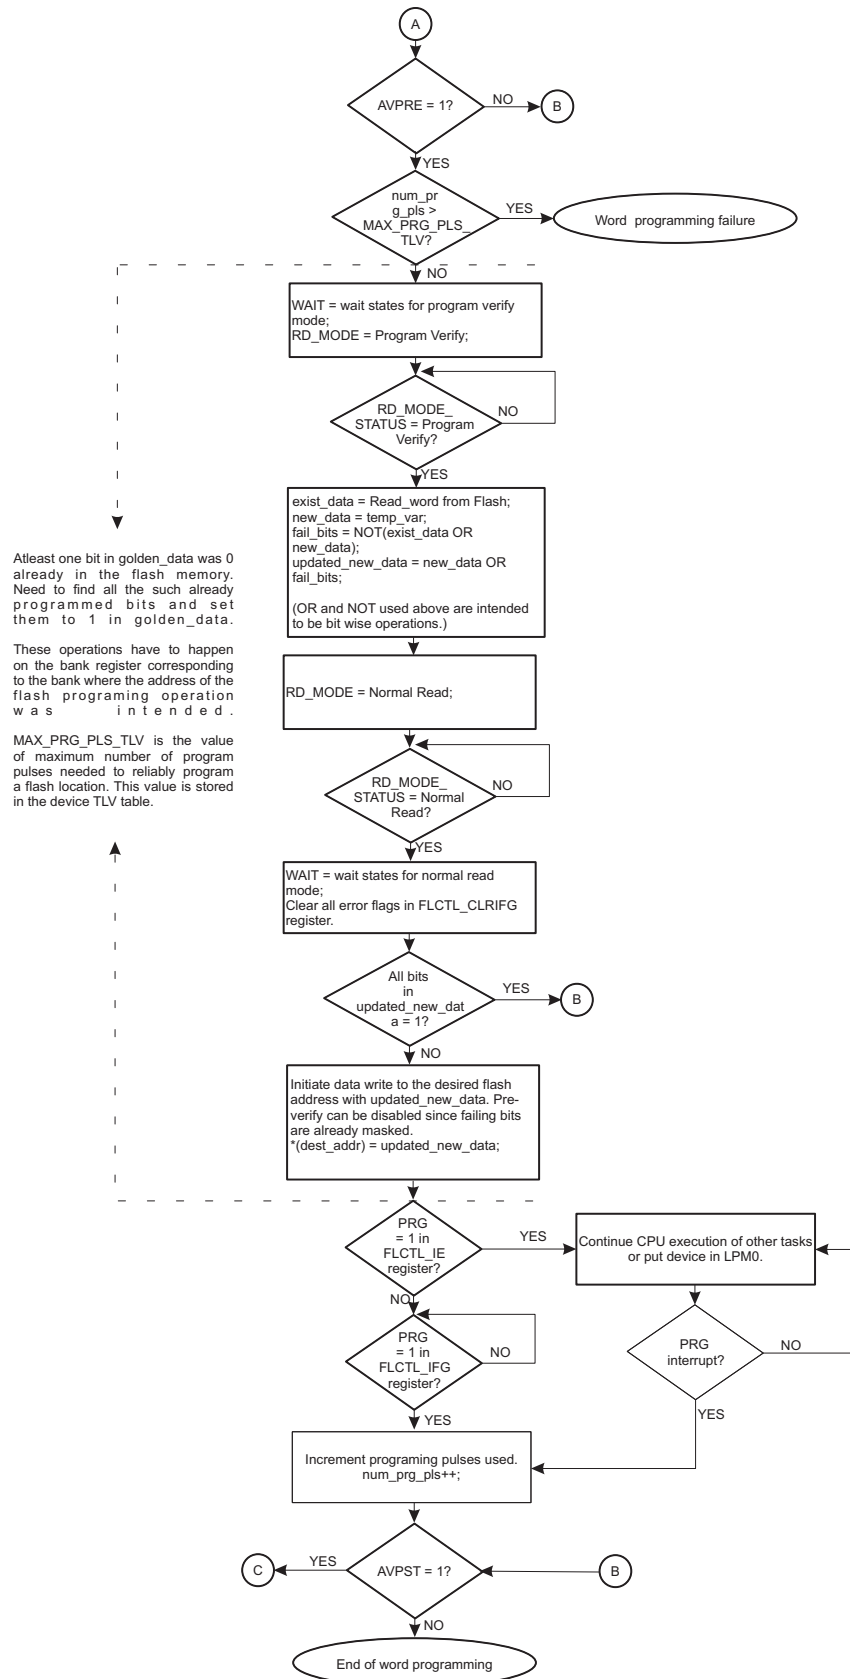 A
AVPRE = 1?
NO
B
YES
num_pr
g_pls >
MAX_PRG_PLS_
TLV?
YES
Word programming failure
NO
WAIT = wait states for program verify
mode;
RD_MODE = Program Verify;
RD_MODE_
STATUS = Program
Verify?
NO
YES
exist_data = Read_word from Flash;
new_data = temp_var;
fail_bits = NOT(exist_data OR
new_data);
updated_new_data = new_data OR
fail_bits;
(OR and NOT used above are intended
to be bit wise operations.)
Atleast one bit in golden_data was 0
already in the flash memory.
Need to find all the such already
programmed bits and set
them to 1 in golden_data.
These operations have to happen
on the bank register corresponding
to the bank where the address of the
flash programing operation
was intended.
MAX_PRG_PLS_TLV is the value
of maximum number of program
pulses needed to reliably program
a flash location. This value is stored
in the device TLV table.
RD_MODE = Normal Read;
RD_MODE_
STATUS = Normal
Read?
NO
YES
WAIT = wait states for normal read
mode;
Clear all error flags in FLCTL_CLRIFG
register.
All bits
in
updated_new_dat
a = 1?
YES
B
NO
Initiate data write to the desired flash
address with updated_new_data. Pre-
verify can be disabled since failing bits
are already masked.
*(dest_addr) = updated_new_data;
PRG
= 1 in
FLCTL_IE
register?
YES
Continue CPU execution of other tasks
or put device in LPM0.
NO
PRG
= 1 in
FLCTL_IFG
register?
NO
PRG
interrupt?
NO
YES
YES
Increment programing pulses used.
num_prg_pls++;
C
YES
AVPST = 1?
B
NO
End of word programming